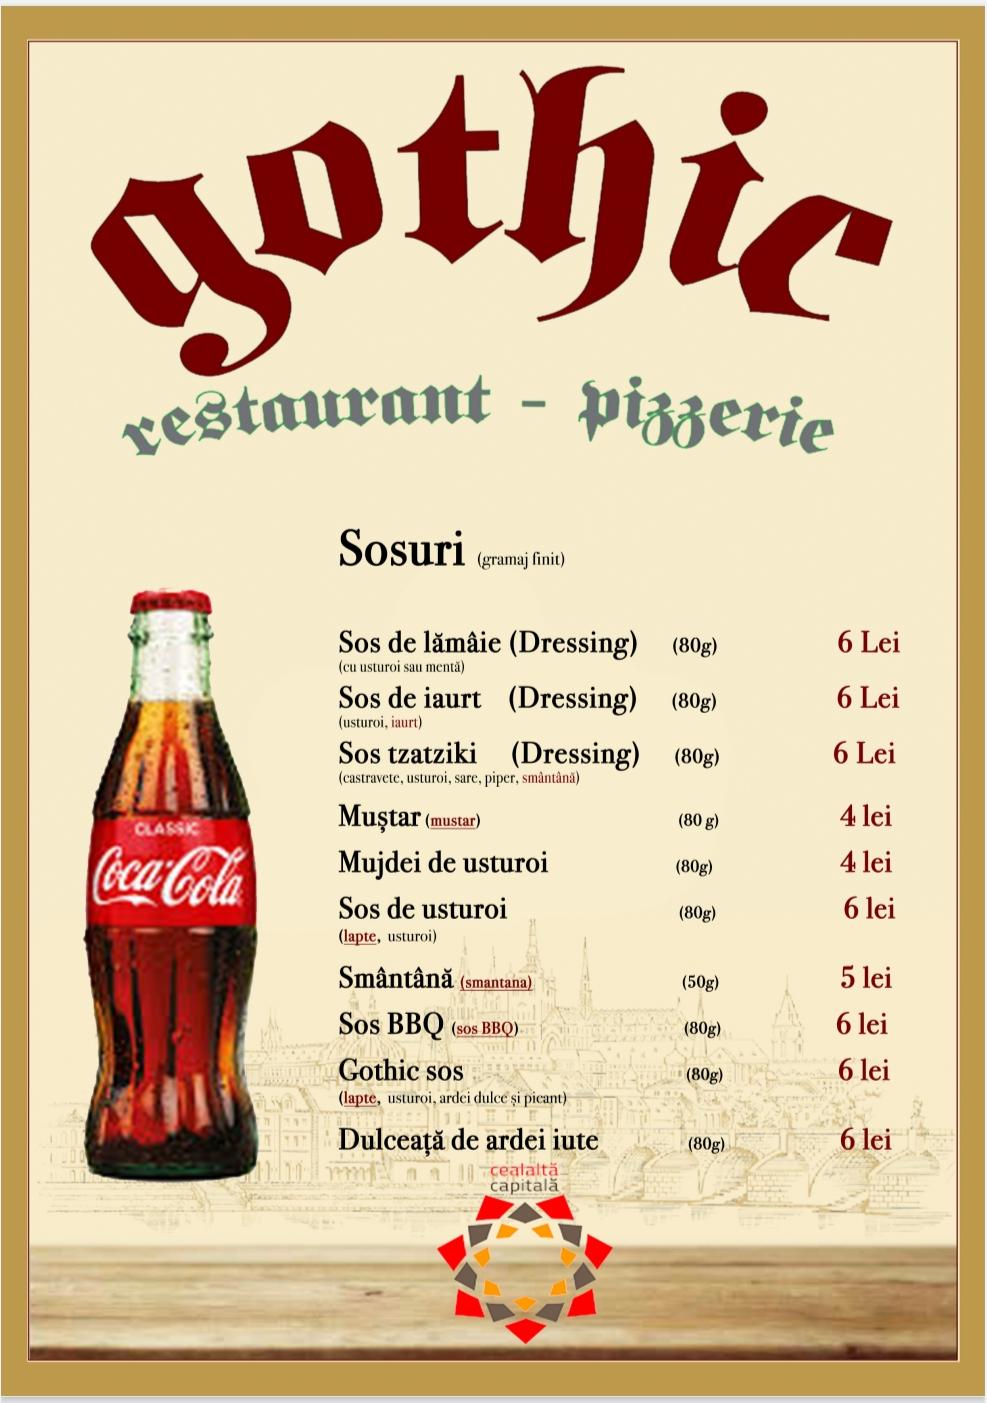 gothic
restaurant - pizzerie
Sosuri (gramaj finit)
Sos de lămâie (Dressing) (80g) 6 Lei
(cu usturoi sau mentă)
Sos de iaurt (Dressing) (80g) 6 Lei
(usturoi, iaurt)
Sos tzatziki (Dressing) (80g) 6 Lei
(castravete, usturoi, sare, piper, smântână)
Muștar (mustar) (80 g) 4 lei
Mujdei de usturoi (80g) 4 lei
Sos de usturoi (80g) 6 lei
(lapte, usturoi)
Smântână (smantana) (50g) 5 lei
Sos BBQ (sos BBQ) (80g) 6 lei
Gothic sos (80g) 6 lei
(lapte, usturoi, ardei dulce și picant)
Dulceață de ardei iute (80g) 6 lei
CLASSIC
Coca-Cola
cealaltă
capitală